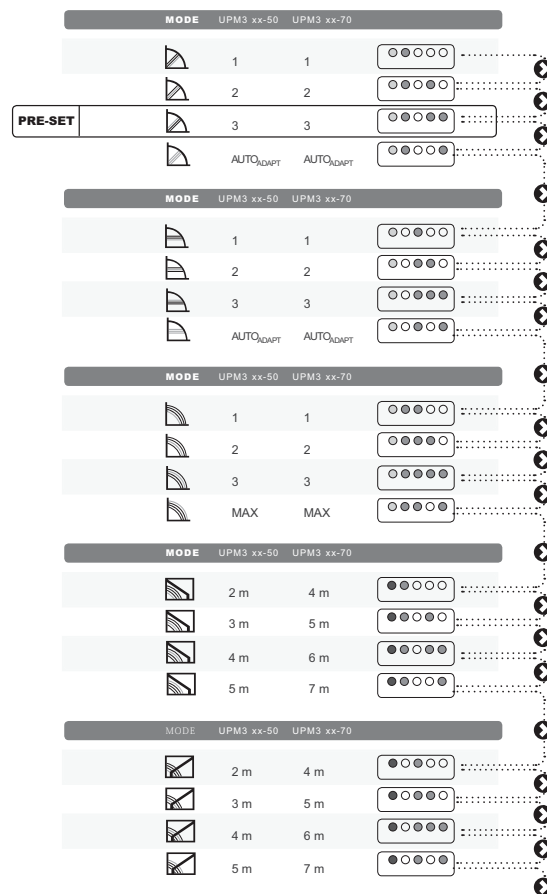 MODE UPM3 xx-50 UPM3 xx-70
1 1
2 2
PRE-SET 3 3
AUTOADAPT AUTOADAPT
MODE UPM3 xx-50 UPM3 xx-70
1 1
2 2
3 3
AUTOADAPT AUTOADAPT
MODE UPM3 xx-50 UPM3 xx-70
1 1
2 2
3 3
MAX MAX
MODE UPM3 xx-50 UPM3 xx-70
2 m 4 m
3 m 5 m
4 m 6 m
5 m 7 m
MODE UPM3 xx-50 UPM3 xx-70
2 m 4 m
3 m 5 m
4 m 6 m
5 m 7 m